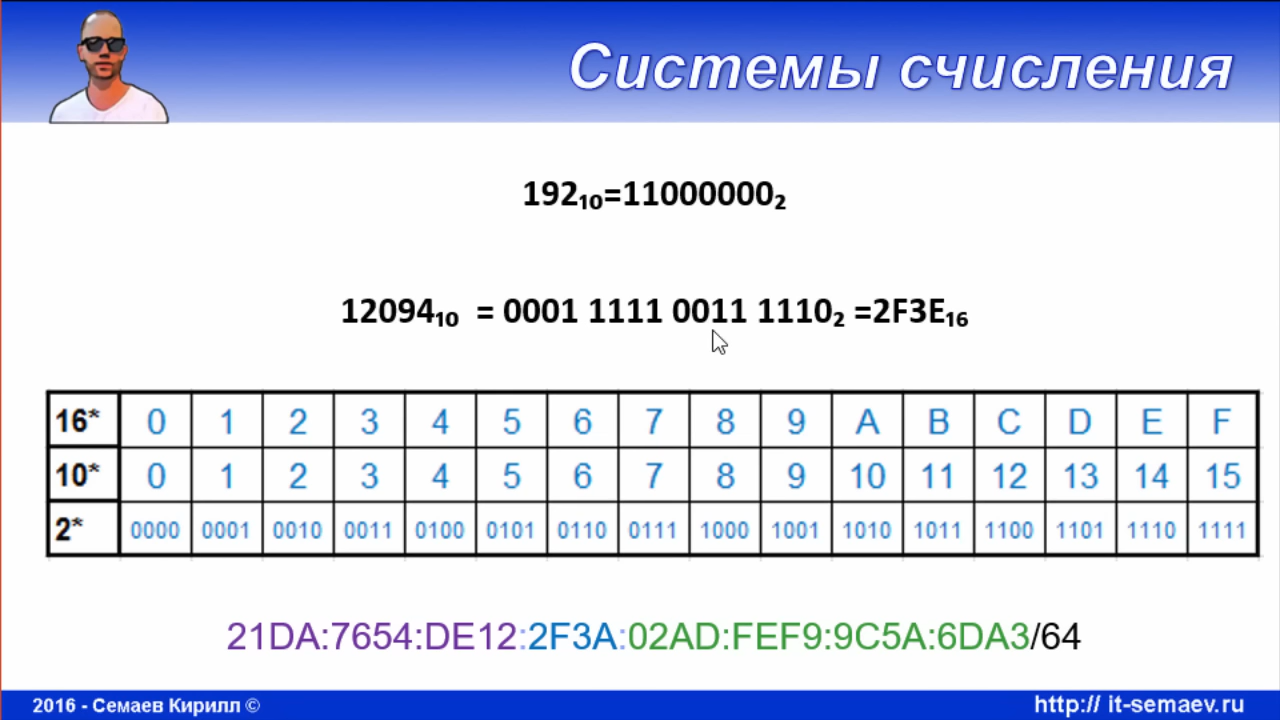 Системы счисления
192₁₀=11000000₂
12094₁₀ = 0001 1111 0011 1110₂ =2F3E₁₆
16* 0 1 2 3 4 5 6 7 8 9 A B C D E F
10* 0 1 2 3 4 5 6 7 8 9 10 11 12 13 14 15
2* 0000 0001 0010 0011 0100 0101 0110 0111 1000 1001 1010 1011 1100 1101 1110 1111
21DA:7654:DE12:2F3A:02AD:FEF9:9C5A:6DA3/64
2016 - Семаев Кирилл © http:// it-semaev.ru